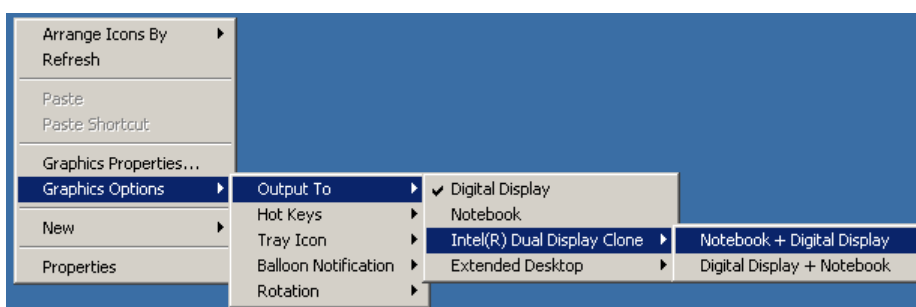 Arrange Icons By
Refresh
Paste
Paste Shortcut
Graphics Properties...
Graphics Options
New
Properties
Output To
Hot Keys
Tray Icon
Balloon Notification
Rotation
Digital Display
Notebook
Intel(R) Dual Display Clone
Extended Desktop
Notebook + Digital Display
Digital Display + Notebook